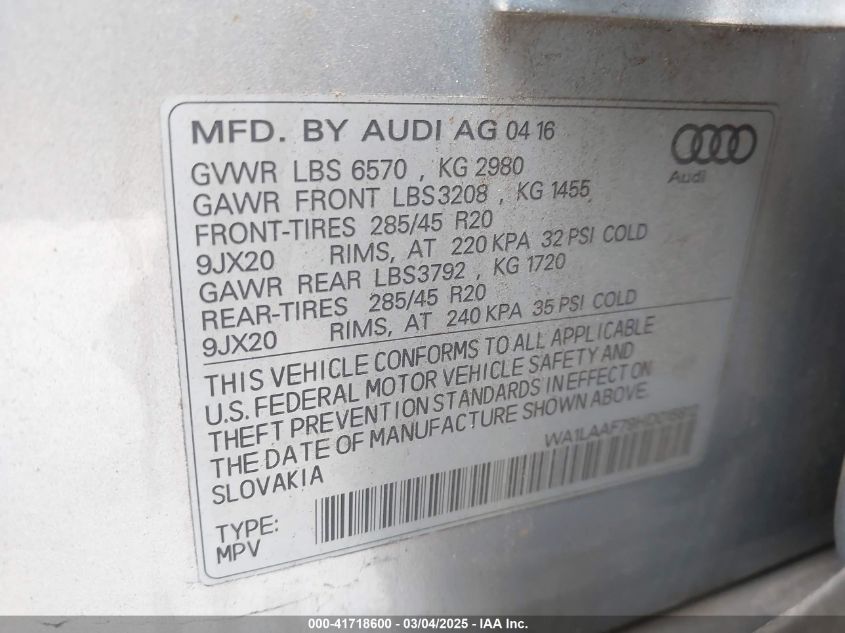 MFD. BY AUDI AG 04 16
Audi
GVWR LBS 6570 , KG 2980
GAWR FRONT LBS3208 , KG 1455
FRONT-TIRES 285/45 R20
9JX20 RIMS, AT 220 KPA 32 PSI COLD
GAWR REAR LBS3792 , KG 1720
REAR-TIRES 285/45 R20
9JX20 RIMS, AT 240 KPA 35 PSI COLD
THIS VEHICLE CONFORMS TO ALL APPLICABLE
U.S. FEDERAL MOTOR VEHICLE SAFETY AND
THEFT PREVENTION STANDARDS IN EFFECT ON
THE DATE OF MANUFACTURE SHOWN ABOVE.
SLOVAKIA
TYPE:
MPV
000-41718600 - 03/04/2025 - IAA Inc.